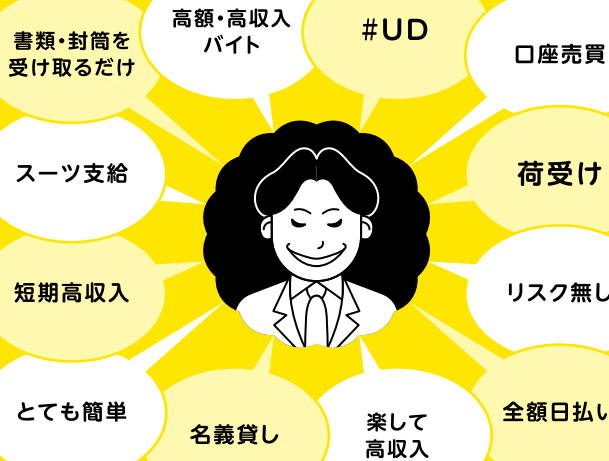 書類・封筒を
受け取るだけ
高額・高収入
バイト
#UD
口座売買
スーツ支給
荷受け
短期高収入
リスク無し
とても簡単
名義貸し
楽して
高収入
全額日払い